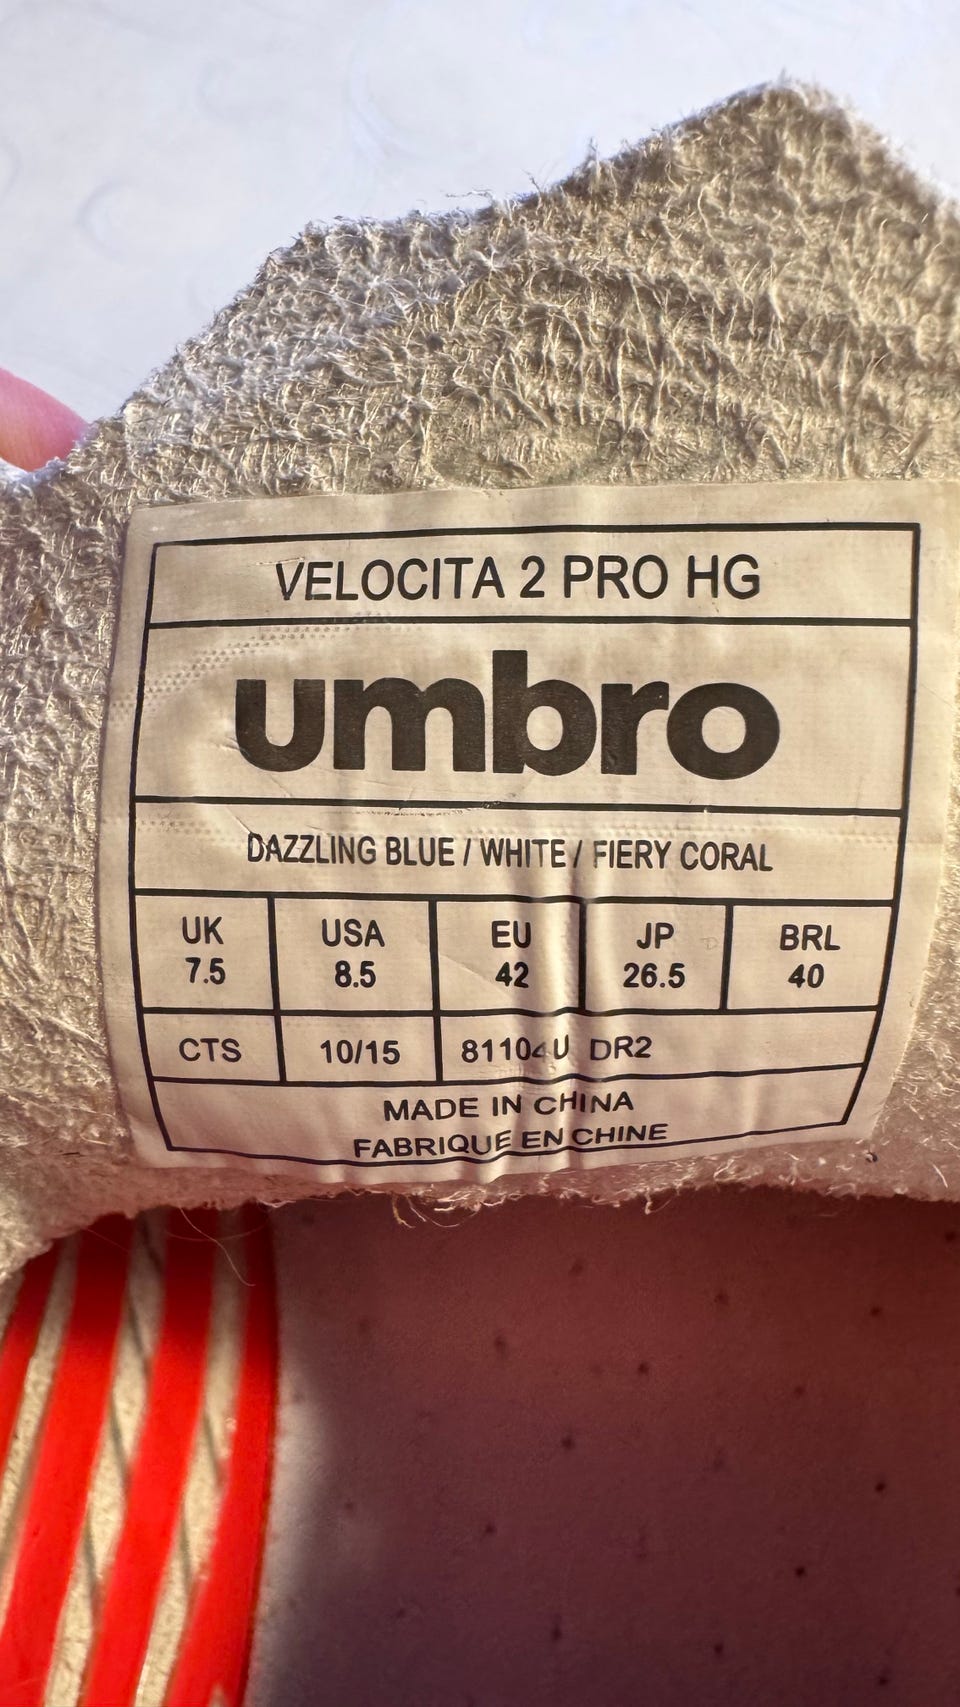 VELOCITA 2 PRO HG
umbro
DAZZLING BLUE / WHITE / FIERY CORAL
UK USA EU JP BRL
7.5 8.5 42 26.5 40
CTS 10/15 81104U DR2
MADE IN CHINA
FABRIQUE EN CHINE